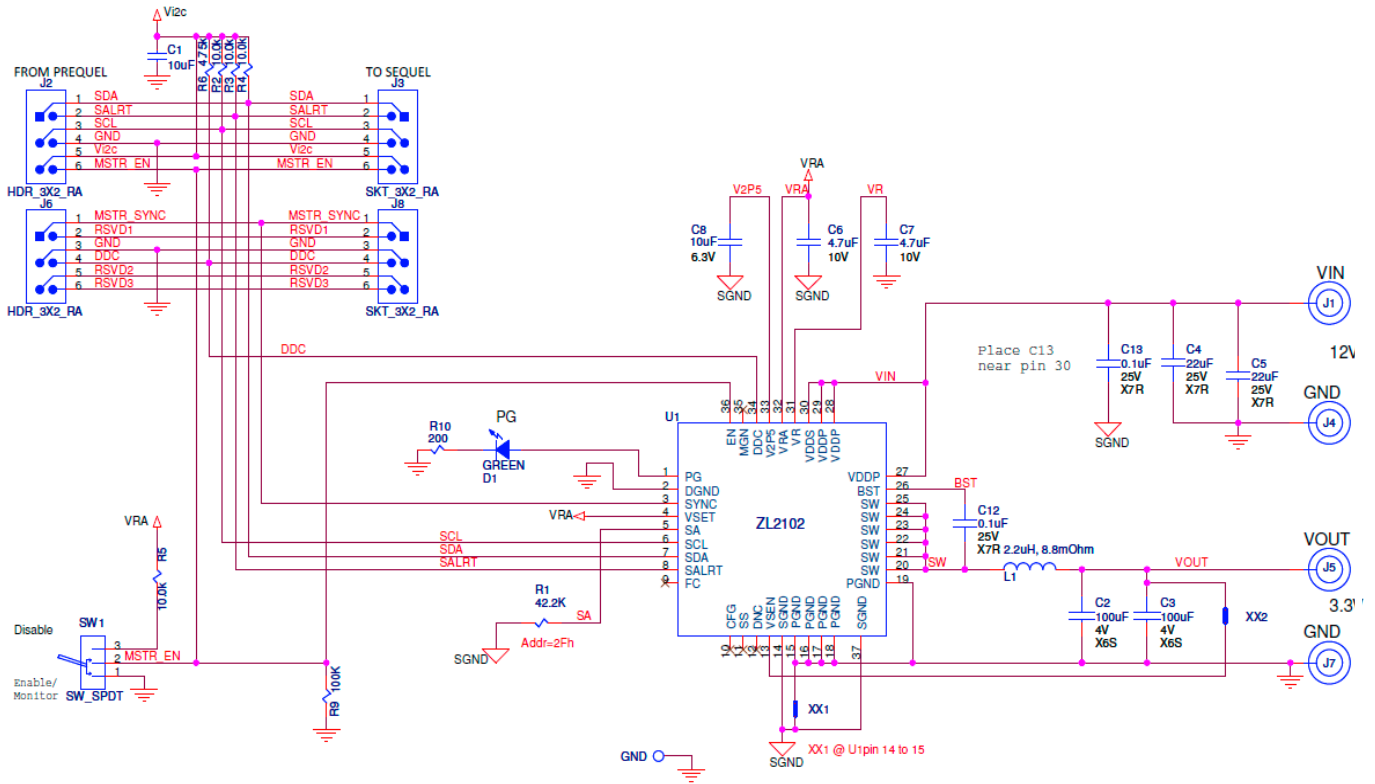 Vi2c
C1
10uF
R6 4.75k
R2 10.0k
R3 10.0k
R4 10.0k
FROM PREQUEL
J2
TO SEQUEL
J3
1 SDA SDA 1
2 SALRT SALRT 2
3 SCL SCL 3
4 GND GND 4
5 Vi2c Vi2c 5
6 MSTR_EN MSTR_EN 6
HDR_3X2_RA
SKT_3X2_RA
J6
J8
1 MSTR_SYNC MSTR_SYNC 1
2 RSVD1 RSVD1 2
3 GND GND 3
4 DDC DDC 4
5 RSVD2 RSVD2 5
6 RSVD3 RSVD3 6
HDR_3X2_RA
SKT_3X2_RA
VRA
V2P5
VRA
VR
C8
10uF
6.3V
SGND
C6
4.7uF
10V
SGND
C7
4.7uF
10V
VIN
J1
12V
GND
J4
Place C13
near pin 30
C13
0.1uF
25V
X7R
SGND
C4
22uF
25V
X7R
C5
22uF
25V
X7R
DDC
VIN
PG
R10
200
GREEN
D1
U1
36 35 34 33 32 31 30 29 28
EN MGN DDC V2P5 VRA VR VDDS VDDP VDDP
ZL2102
1 PG
2 DGND
3 SYNC
4 VSET
5 SA
6 SCL
7 SDA
8 SALRT
9 FC
VDDP 27
BST 26
SW 25
SW 24
SW 23
SW 22
SW 21
SW 20
PGND 19
CFG SS DNC VSEN SGND PGND PGND PGND PGND SGND
10 11 12 13 14 15 16 17 18 37
VRA
SCL
SDA
SALRT
R1
42.2K
SA
Addr=2Fh
SGND
BST
C12
0.1uF
25V
X7R
2.2uH, 8.8mOhm
L1
SW
VOUT
VOUT
J5
3.3V
GND
J7
C2
100uF
4V
X6S
C3
100uF
4V
X6S
XX2
VRA
R5
10.0k
Disable
SW1
3
2 MSTR_EN
1
Enable/
Monitor
SW_SPDT
R9 100K
XX1
XX1 @ U1pin 14 to 15
SGND
GND